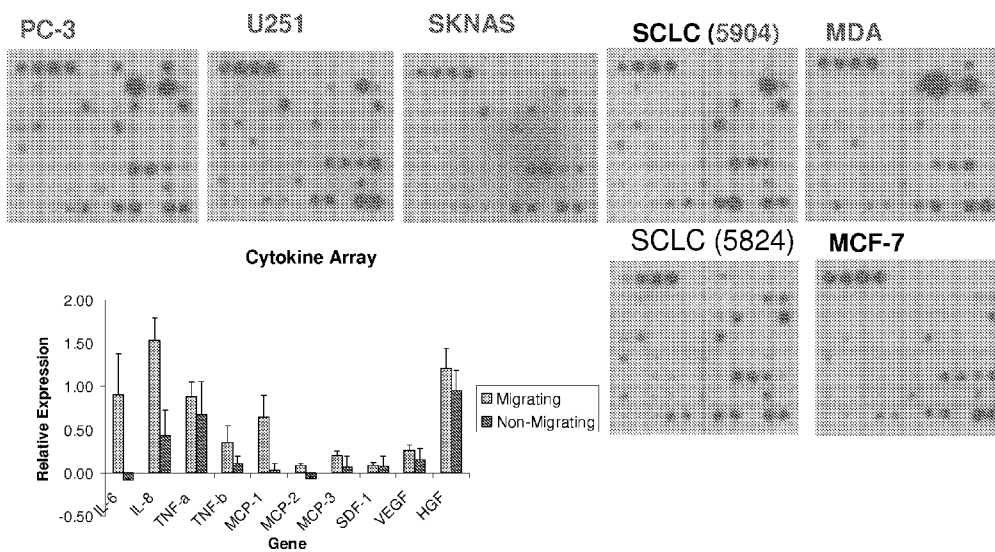 PC-3
U251
SKNAS
SCLC (5904)
MDA
SCLC (5824)
MCF-7
Cytokine Array
Relative Expression
2.00
1.50
1.00
0.50
0.00
-0.50
IL-6
IL-8
TNF-a
TNF-b
MCP-1
MCP-2
MCP-3
SDF-1
VEGF
HGF
Gene
Migrating
Non-Migrating